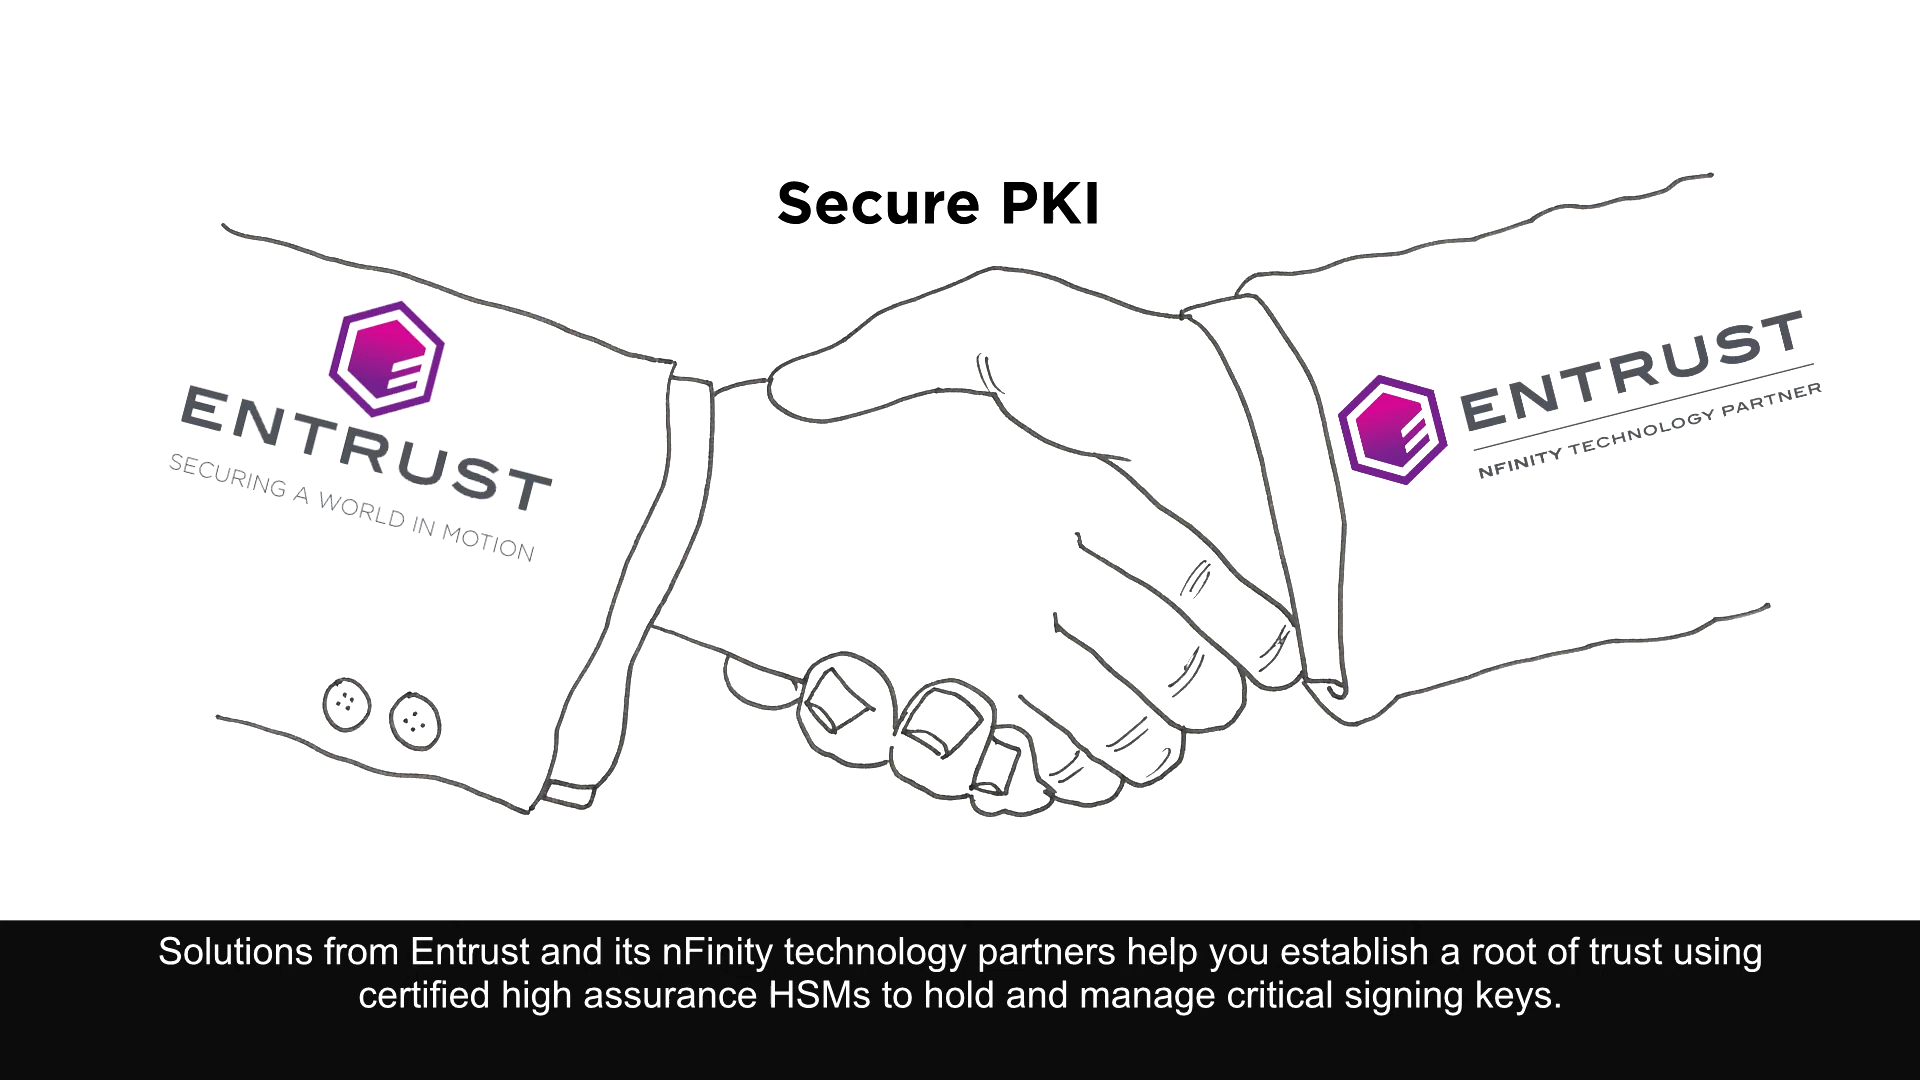 Secure PKI
ENTRUST
SECURING A WORLD IN MOTION
ENTRUST
NFINITY TECHNOLOGY PARTNER
Solutions from Entrust and its nFinity technology partners help you establish a root of trust using
certified high assurance HSMs to hold and manage critical signing keys.